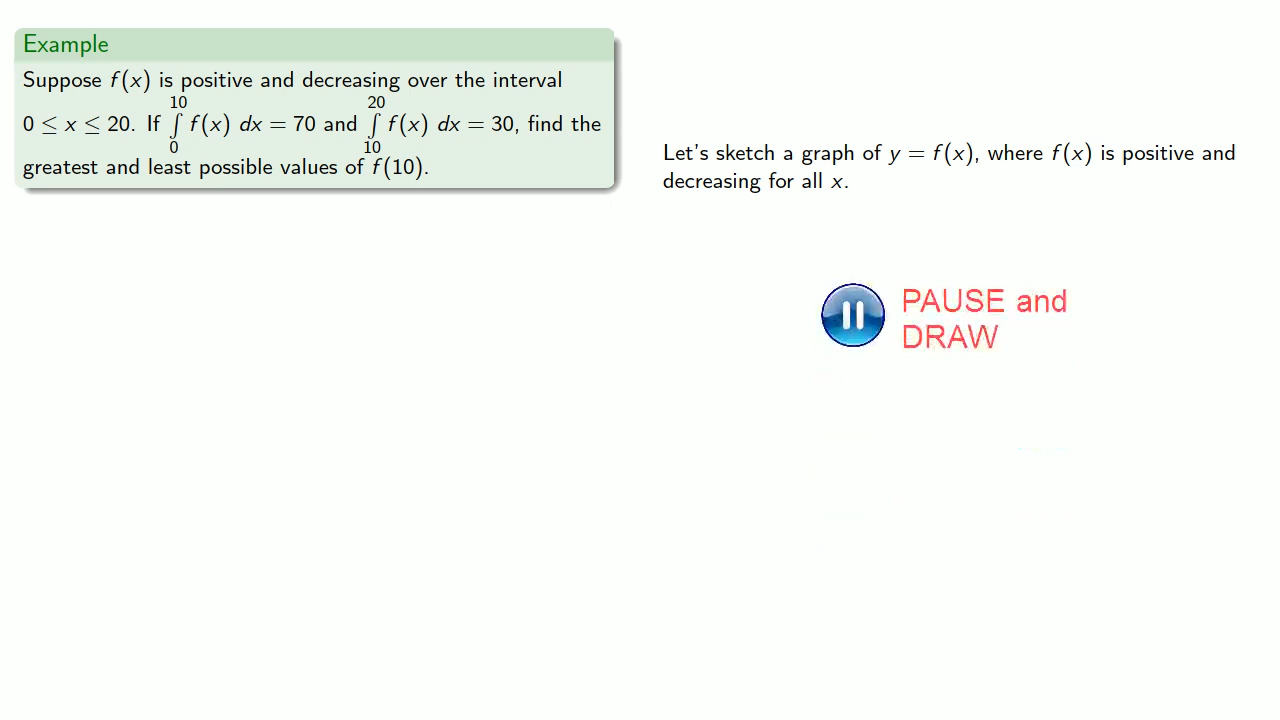 Example
Suppose f(x) is positive and decreasing over the interval
0 ≤ x ≤ 20. If ∫₀¹⁰ f(x) dx = 70 and ∫₁₀²⁰ f(x) dx = 30, find the
greatest and least possible values of f(10).
Let's sketch a graph of y = f(x), where f(x) is positive and
decreasing for all x.
PAUSE and
DRAW